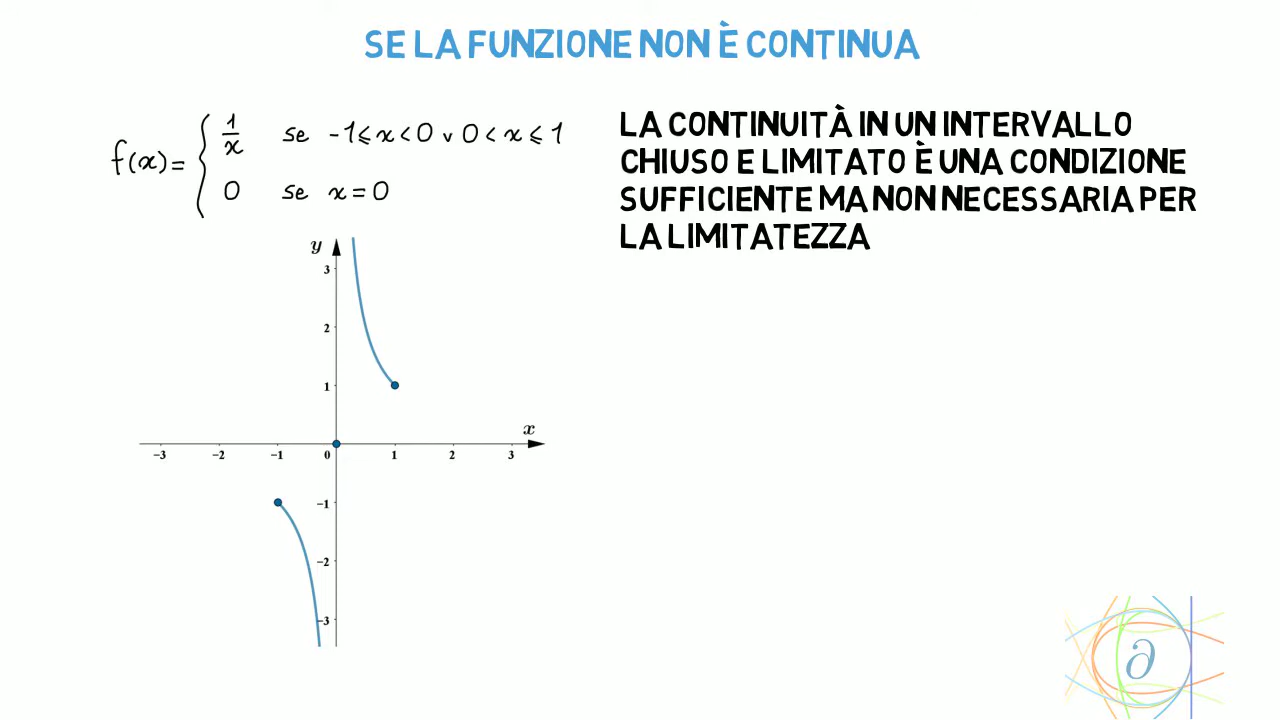 SE LA FUNZIONE NON È CONTINUA
LA CONTINUITÀ IN UN INTERVALLO
CHIUSO E LIMITATO È UNA CONDIZIONE
SUFFICIENTE MA NON NECESSARIA PER
LA LIMITATEZZA
f(x)= { 1/x se -1⩽x<0 ∨ 0<x⩽1
0 se x=0
y
3
2
1
x
−3 −2 −1 0 1 2 3
−1
−2
−3
∂